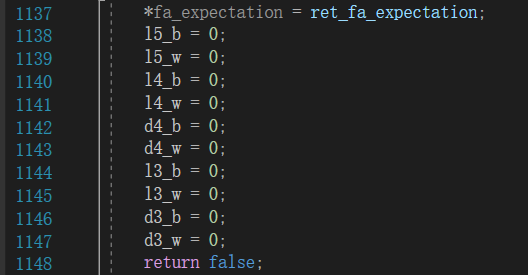 1137 *fa_expectation = ret_fa_expectation;
1138 l5_b = 0;
1139 l5_w = 0;
1140 l4_b = 0;
1141 l4_w = 0;
1142 d4_b = 0;
1143 d4_w = 0;
1144 l3_b = 0;
1145 l3_w = 0;
1146 d3_b = 0;
1147 d3_w = 0;
1148 return false;